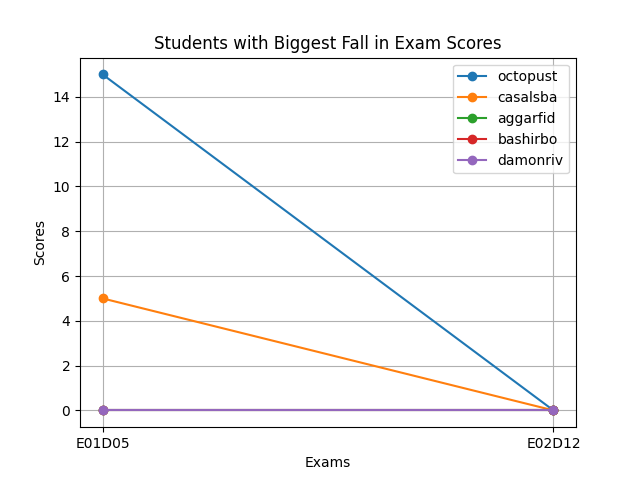 Students with Biggest Fall in Exam Scores
octopust
casalsba
aggarfid
bashirbo
damonriv
Scores
14
12
10
8
6
4
2
0
E01D05
E02D12
Exams